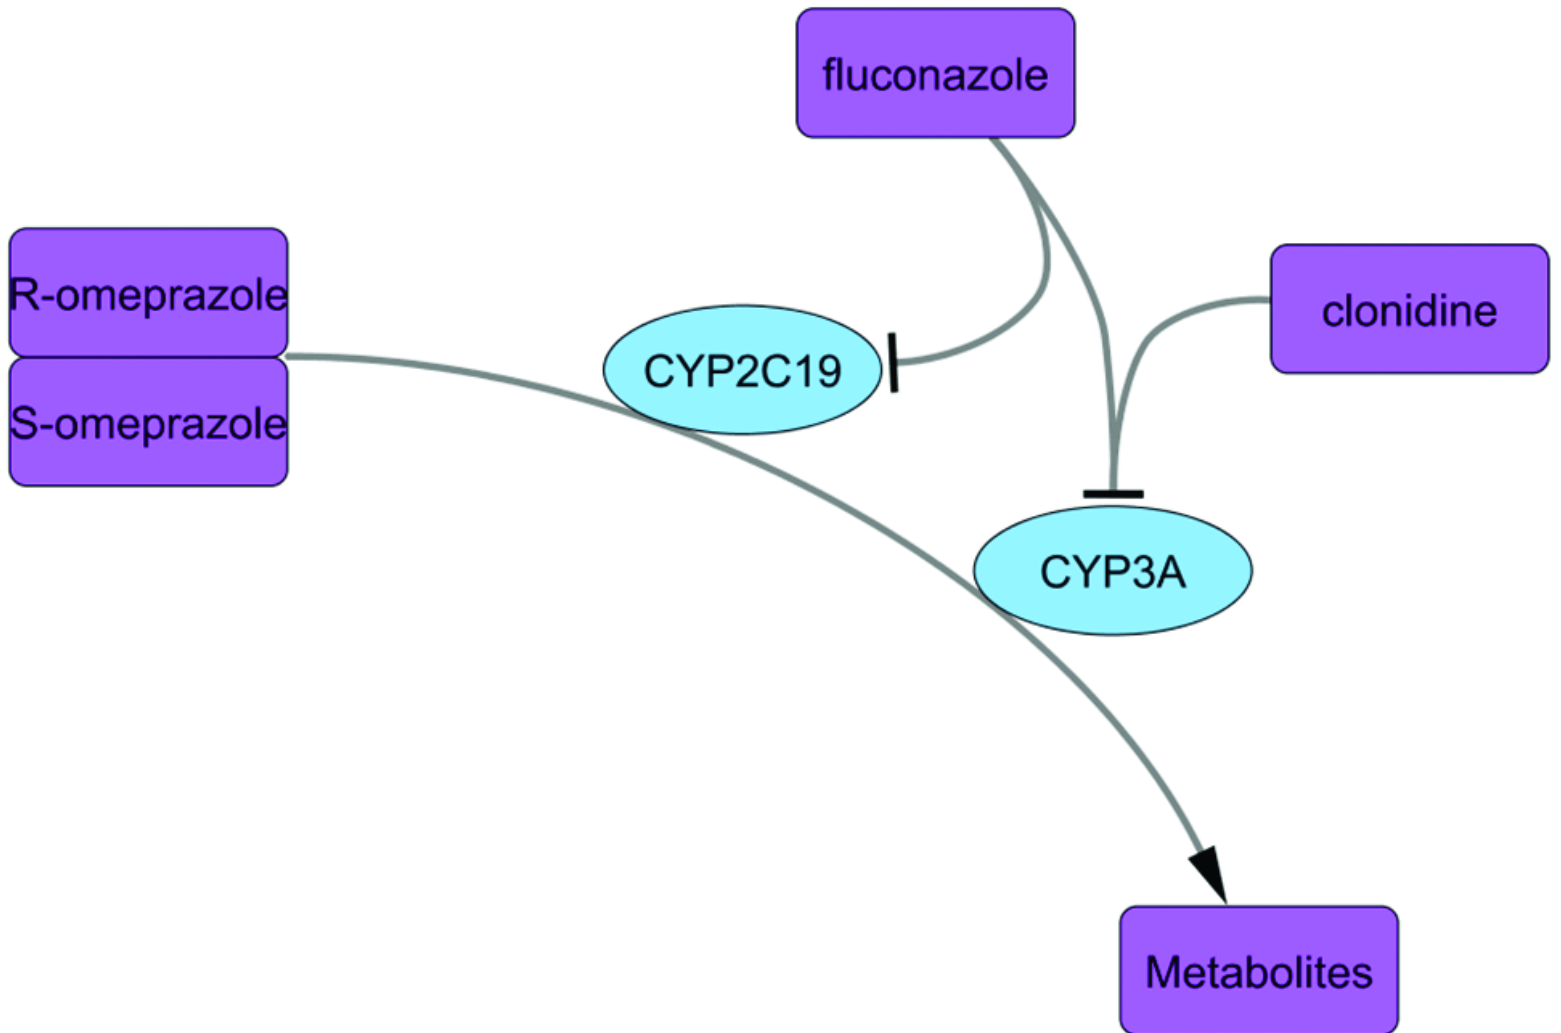 fluconazole
R-omeprazole
clonidine
CYP2C19
S-omeprazole
CYP3A
Metabolites